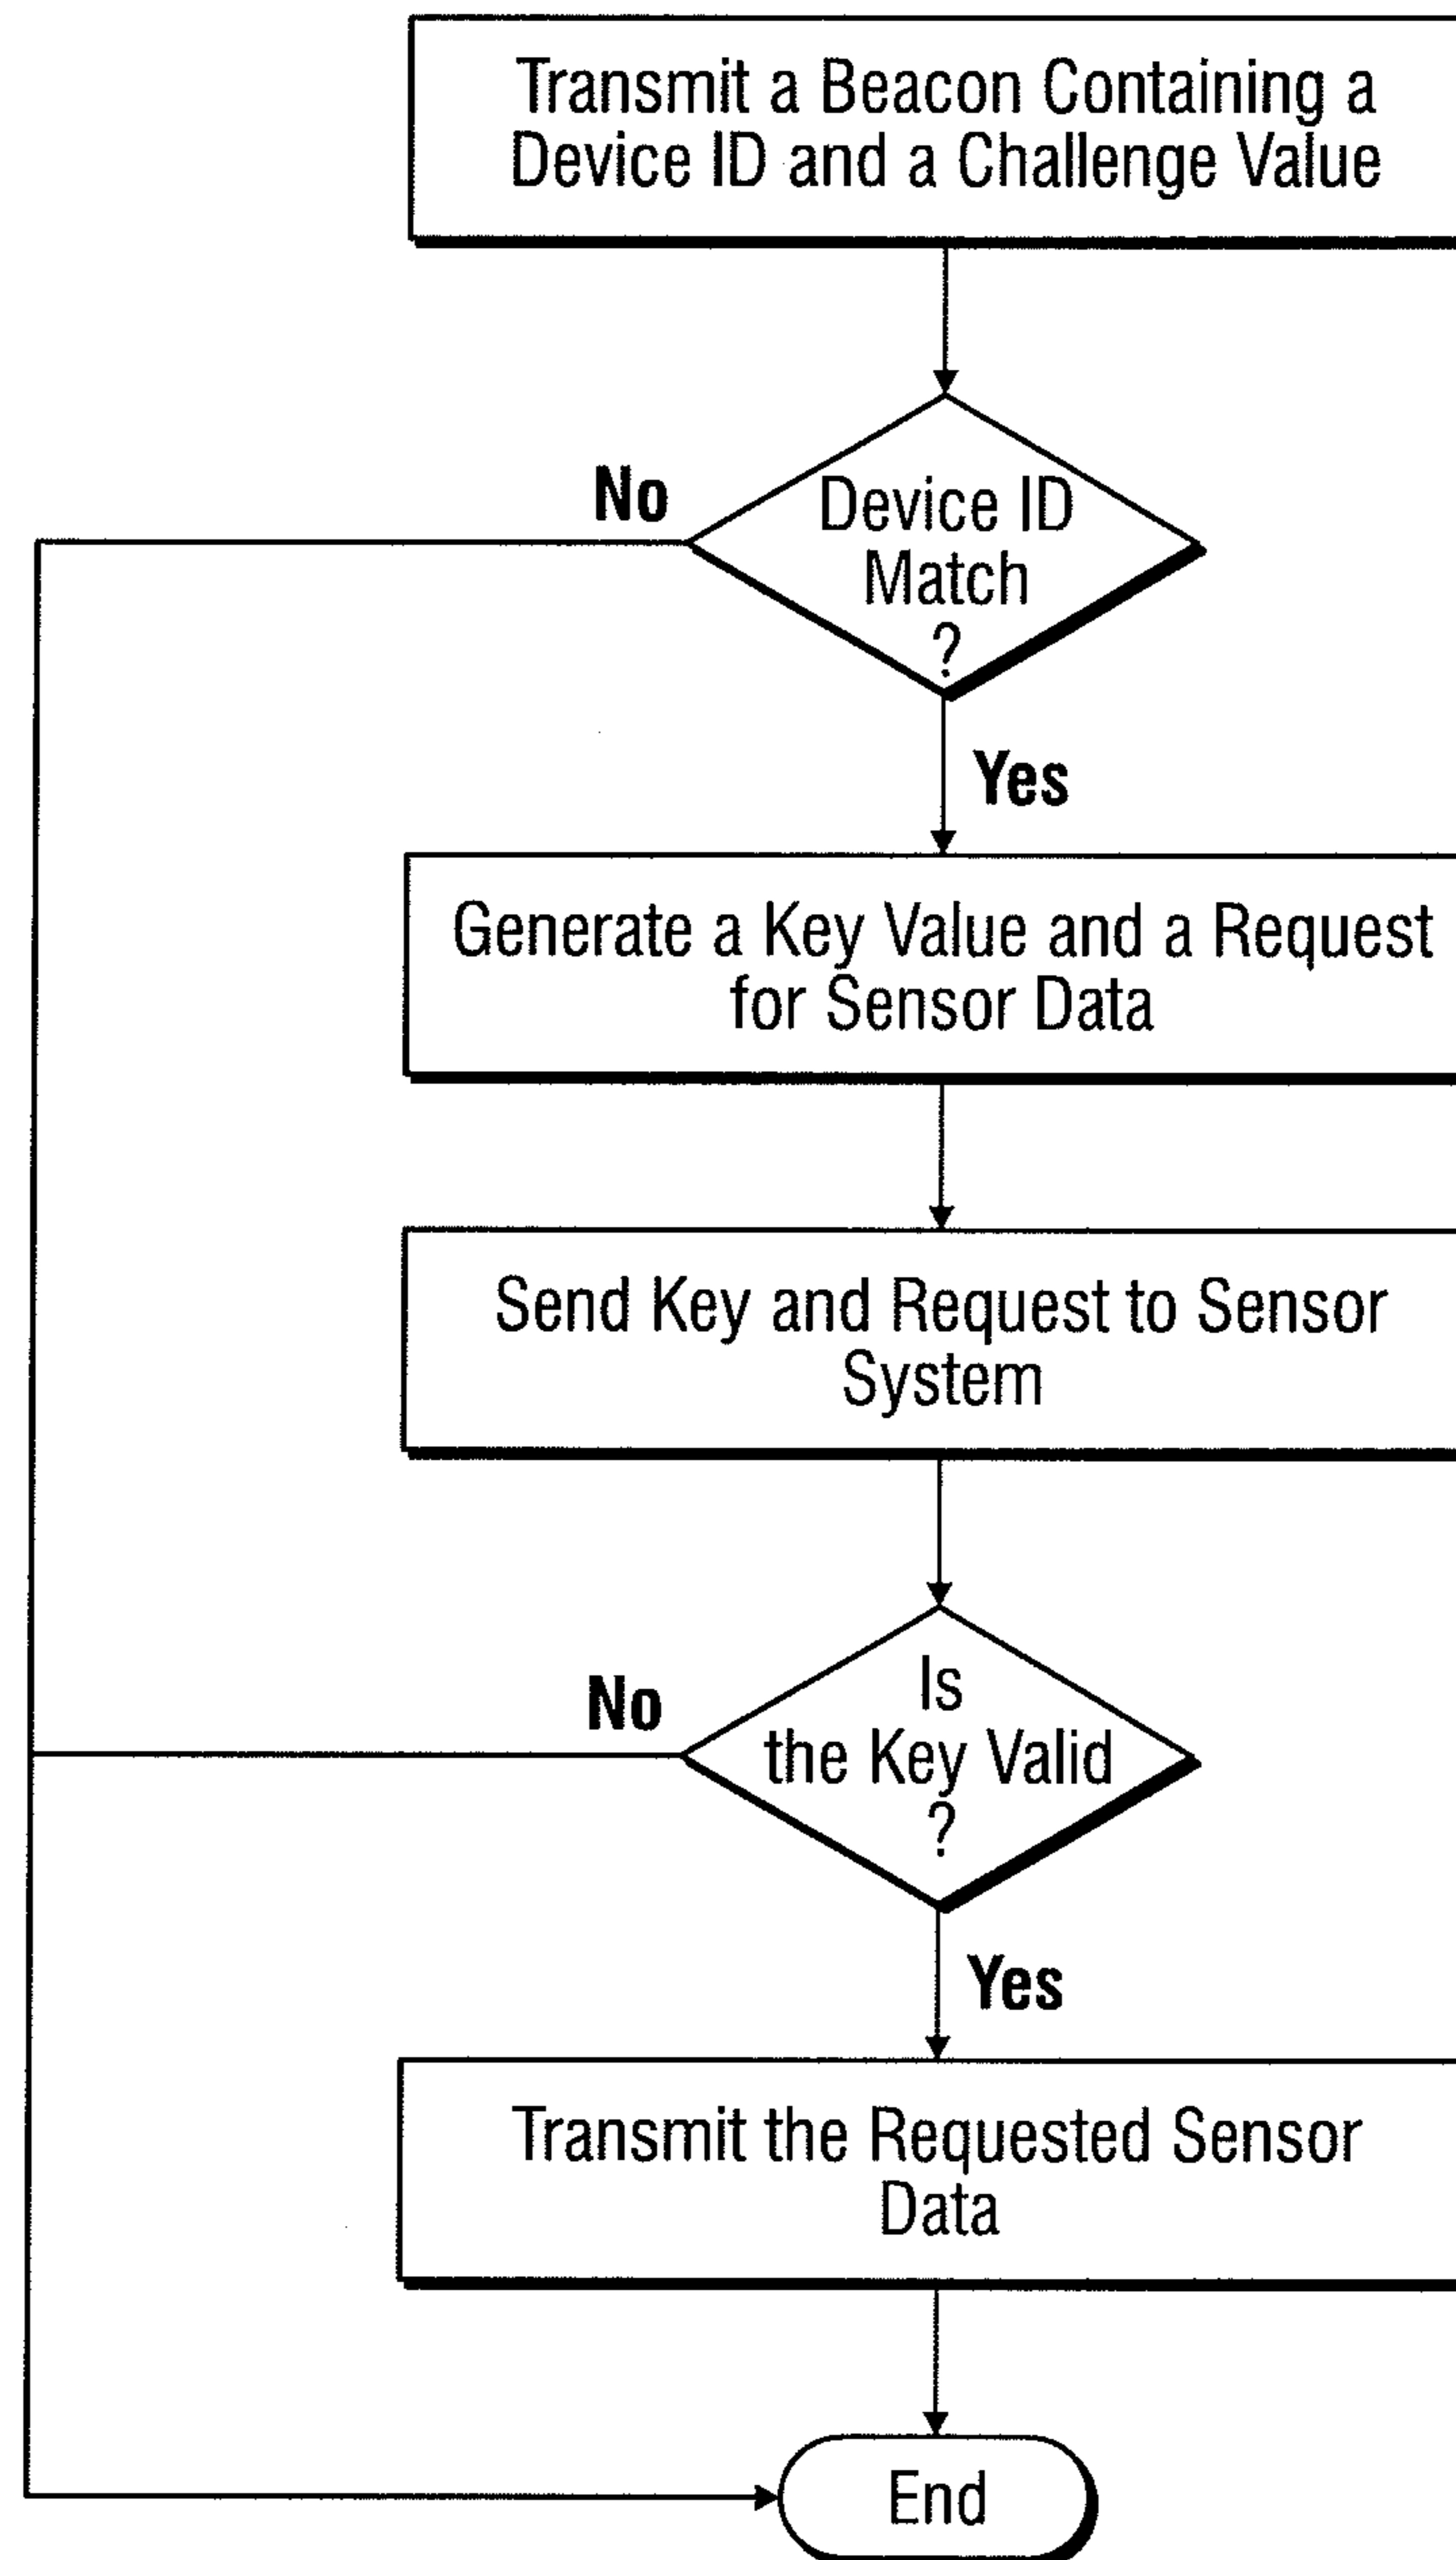 Transmit a Beacon Containing a
Device ID and a Challenge Value
No
Device ID
Match
?
Yes
Generate a Key Value and a Request
for Sensor Data
Send Key and Request to Sensor
System
No
Is
the Key Valid
?
Yes
Transmit the Requested Sensor
Data
End